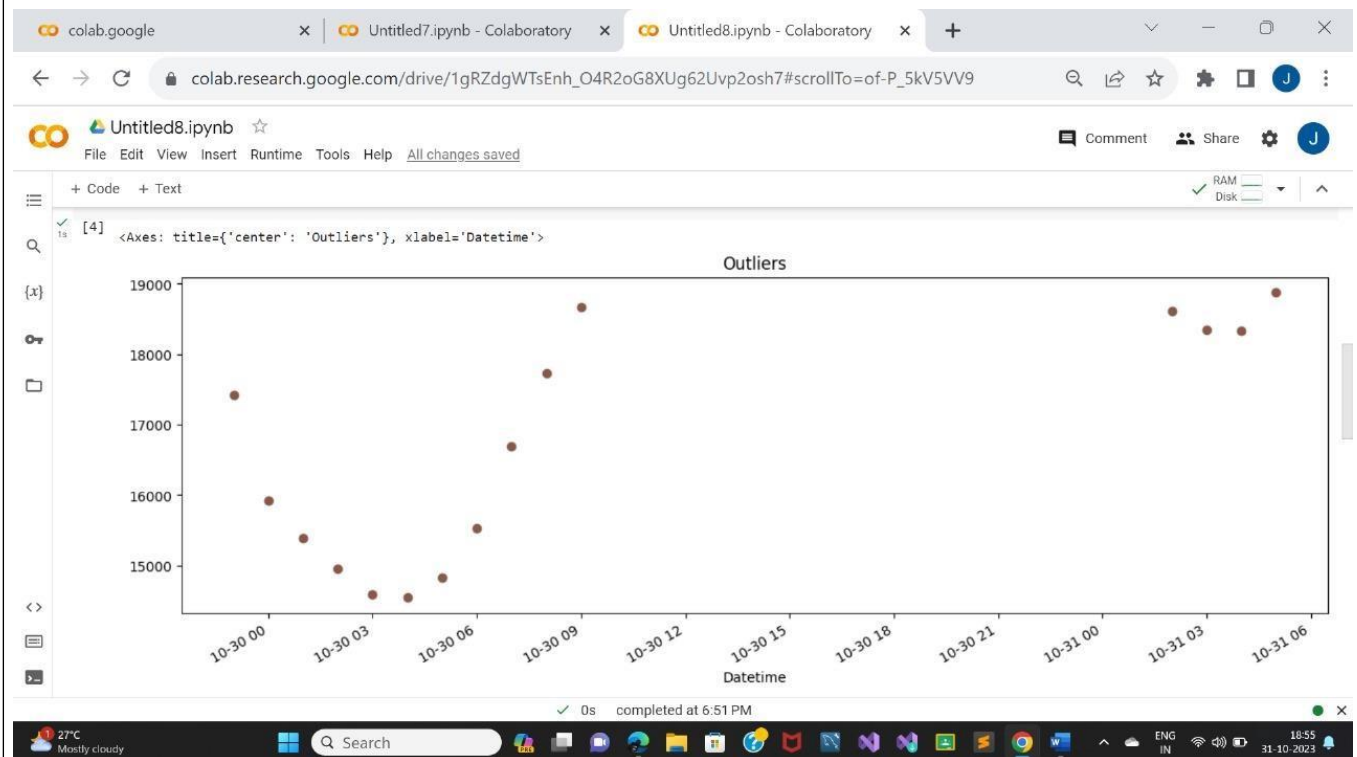 colab.google
Untitled7.ipynb - Colaboratory
Untitled8.ipynb - Colaboratory
colab.research.google.com/drive/1gRZdgWTsEnh_O4R2oG8XUg62Uvp2osh7#scrollTo=of-P_5kV5VV9
J
Untitled8.ipynb
Comment Share J
File Edit View Insert Runtime Tools Help All changes saved
+ Code + Text
RAM
Disk
[4]
1s
<Axes: title={'center': 'Outliers'}, xlabel='Datetime'>
{x}
Outliers
19000
18000
17000
16000
15000
10-30 00 10-30 03 10-30 06 10-30 09 10-30 12 10-30 15 10-30 18 10-30 21 10-31 00 10-31 03 10-31 06
Datetime
0s completed at 6:51 PM
1
27°C
Mostly cloudy
Search
PRE
ENG
IN
18:55
31-10-2023